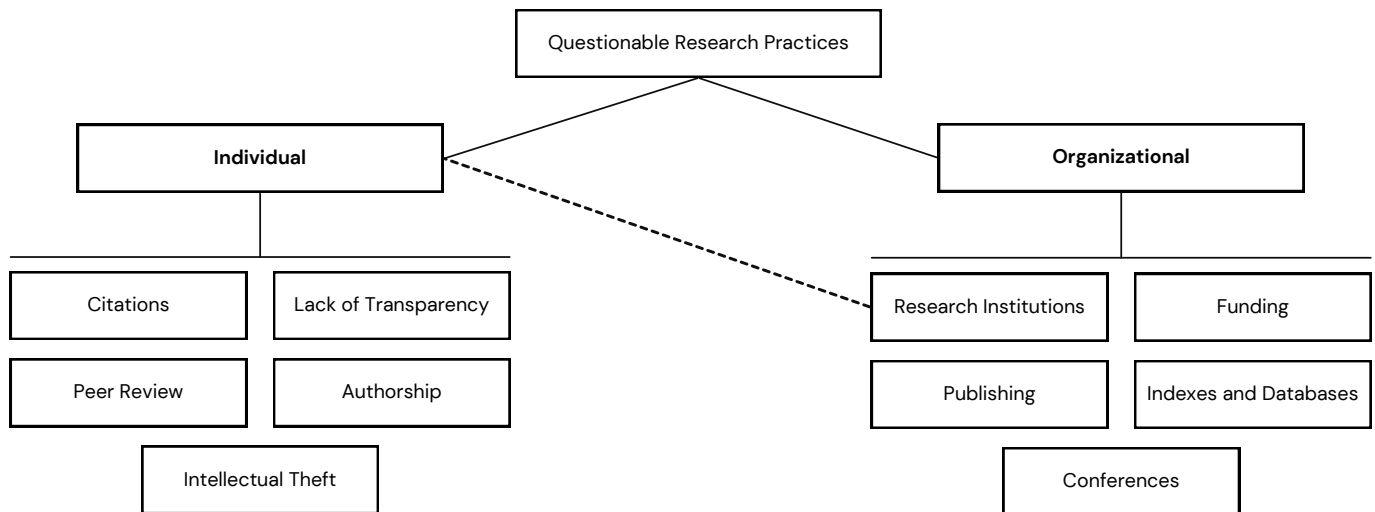 Questionable Research Practices
Individual
Organizational
Citations
Lack of Transparency
Research Institutions
Funding
Peer Review
Authorship
Publishing
Indexes and Databases
Intellectual Theft
Conferences